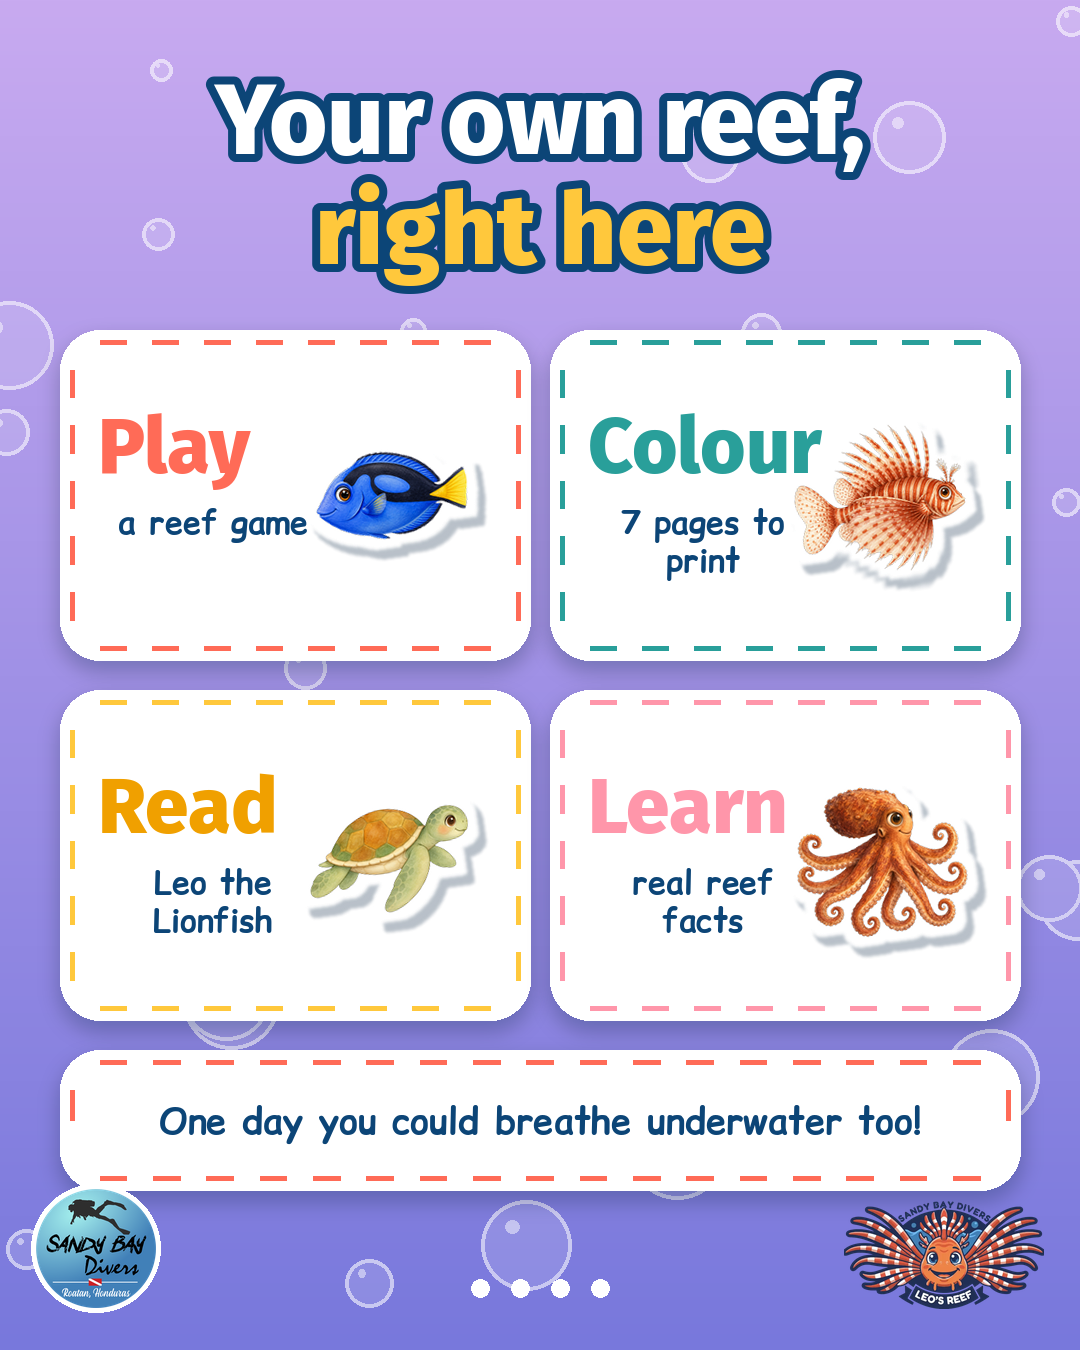 Your own reef,
right here
Play
a reef game
Colour
7 pages to
print
Read
Leo the
Lionfish
Learn
real reef
facts
One day you could breathe underwater too!
SANDY BAY
Divers
Roatan, Honduras
SANDY BAY DIVERS
LEO'S REEF